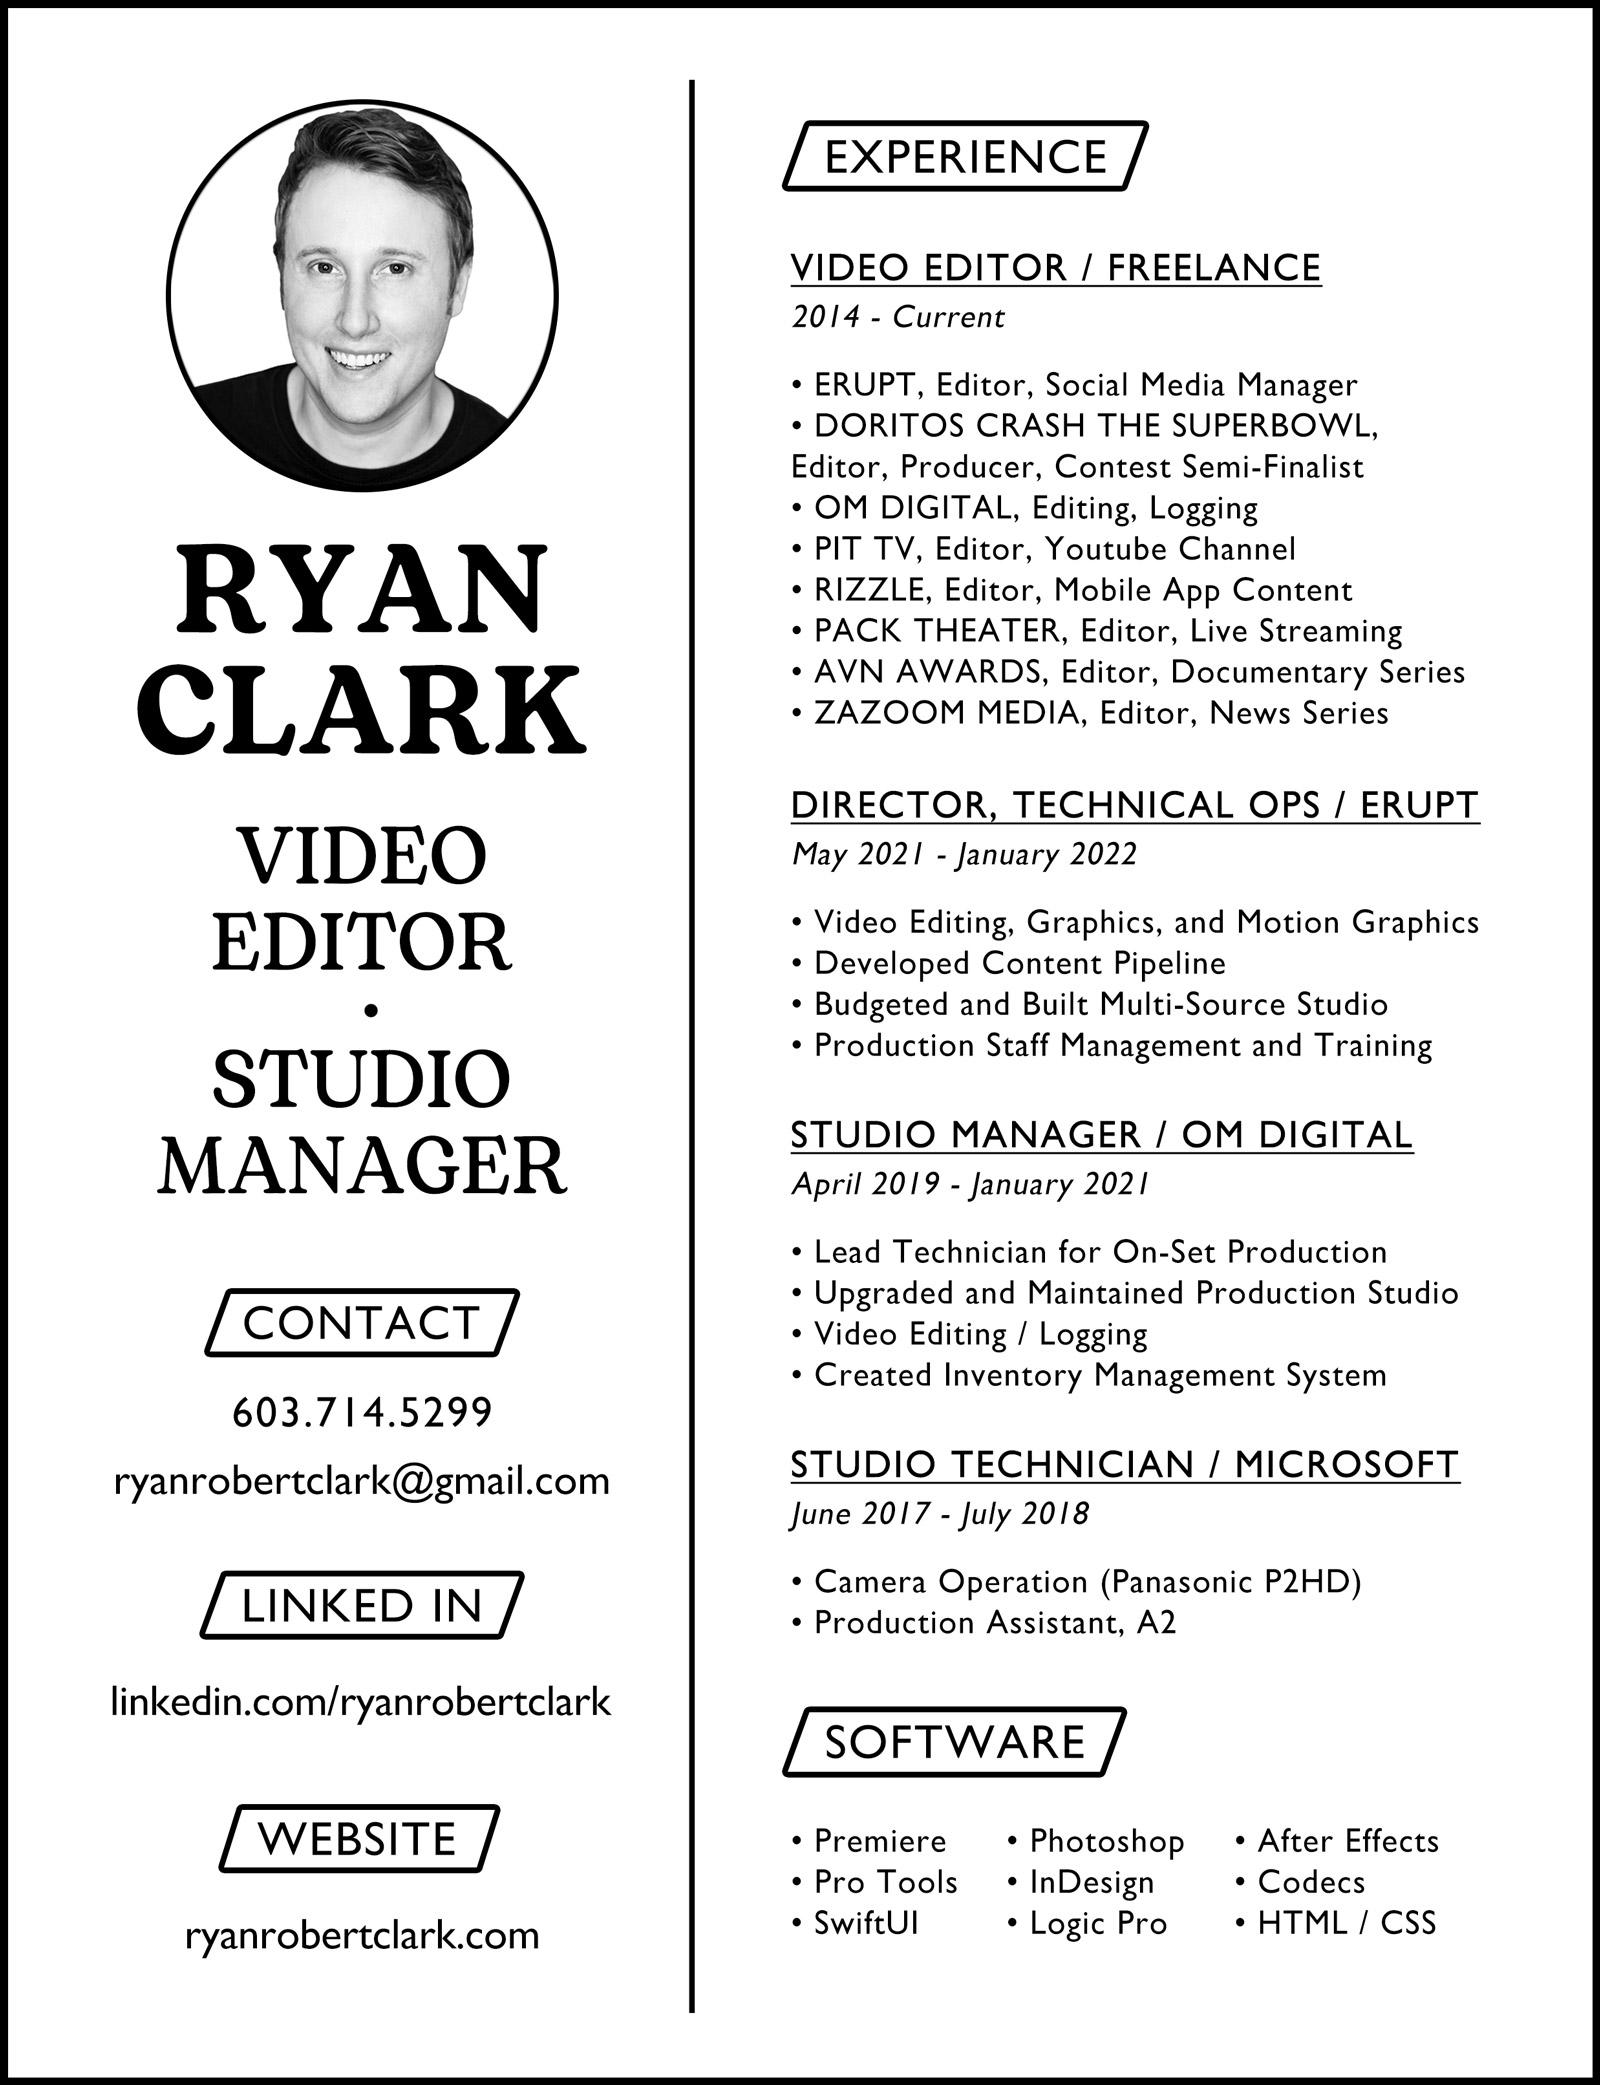 RYAN
CLARK
VIDEO
EDITOR
•
STUDIO
MANAGER
CONTACT
603.714.5299
ryanrobertclark@gmail.com
LINKED IN
linkedin.com/ryanrobertclark
WEBSITE
ryanrobertclark.com
EXPERIENCE
VIDEO EDITOR / FREELANCE
2014 - Current
• ERUPT, Editor, Social Media Manager
• DORITOS CRASH THE SUPERBOWL,
Editor, Producer, Contest Semi-Finalist
• OM DIGITAL, Editing, Logging
• PIT TV, Editor, Youtube Channel
• RIZZLE, Editor, Mobile App Content
• PACK THEATER, Editor, Live Streaming
• AVN AWARDS, Editor, Documentary Series
• ZAZOOM MEDIA, Editor, News Series
DIRECTOR, TECHNICAL OPS / ERUPT
May 2021 - January 2022
• Video Editing, Graphics, and Motion Graphics
• Developed Content Pipeline
• Budgeted and Built Multi-Source Studio
• Production Staff Management and Training
STUDIO MANAGER / OM DIGITAL
April 2019 - January 2021
• Lead Technician for On-Set Production
• Upgraded and Maintained Production Studio
• Video Editing / Logging
• Created Inventory Management System
STUDIO TECHNICIAN / MICROSOFT
June 2017 - July 2018
• Camera Operation (Panasonic P2HD)
• Production Assistant, A2
SOFTWARE
• Premiere • Photoshop • After Effects
• Pro Tools • InDesign • Codecs
• SwiftUI • Logic Pro • HTML / CSS